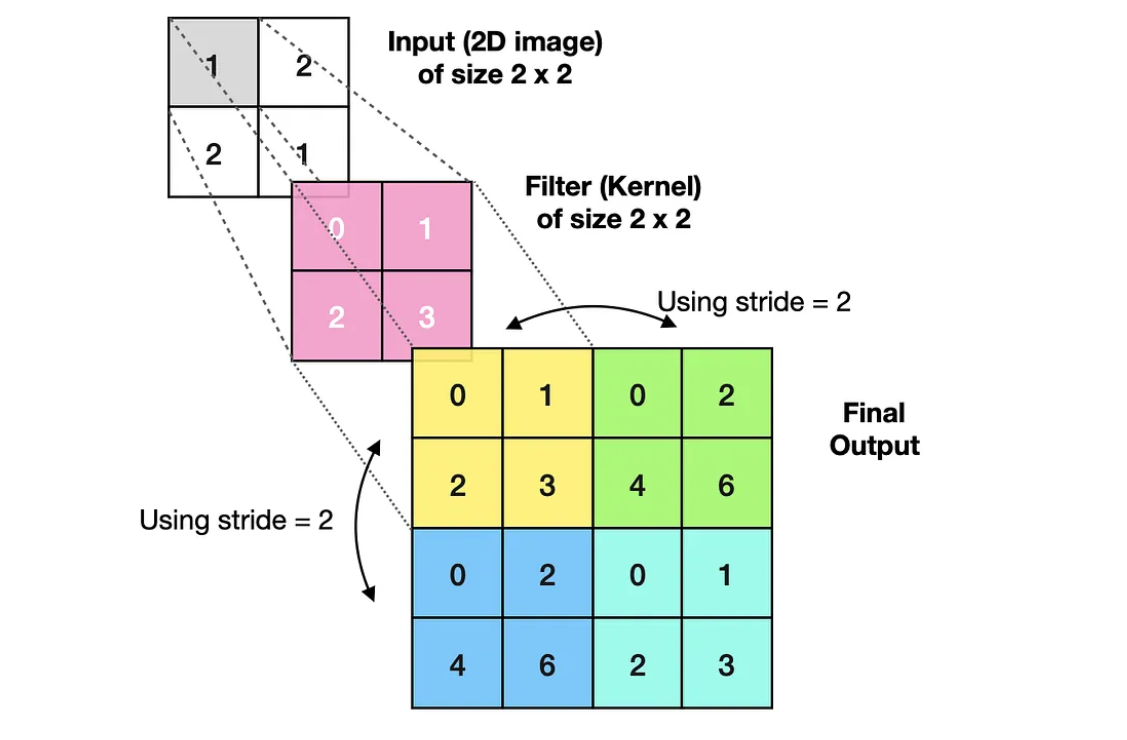 Input (2D image)
of size 2 x 2
1 2
2 1
Filter (Kernel)
of size 2 x 2
0 1
2 3
Using stride = 2
0 1 0 2
2 3 4 6
0 2 0 1
4 6 2 3
Final
Output
Using stride = 2